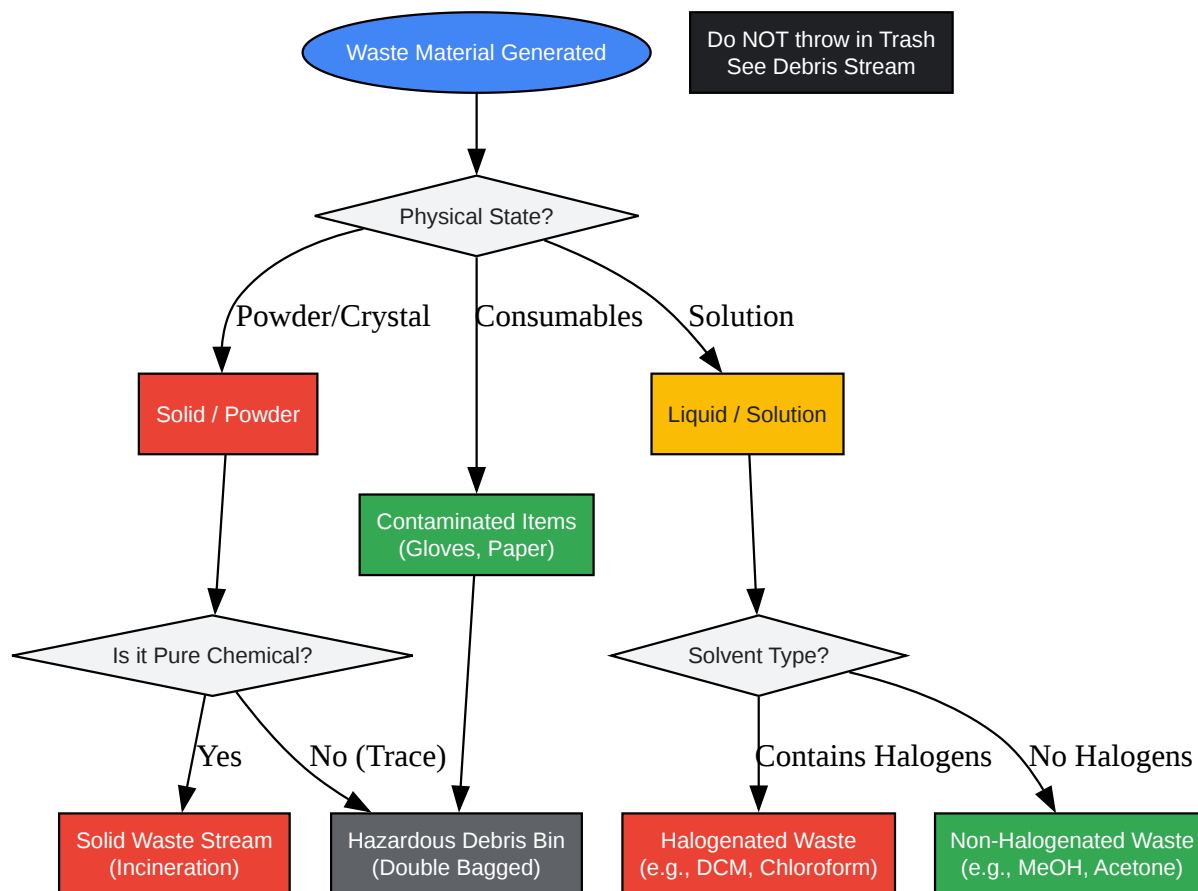 Waste Material Generated
Do NOT throw in Trash
See Debris Stream
Physical State?
Powder/Crystal
Consumables
Solution
Solid / Powder
Liquid / Solution
Contaminated Items
(Gloves, Paper)
Is it Pure Chemical?
Solvent Type?
Yes
No (Trace)
Contains Halogens
No Halogens
Solid Waste Stream
(Incineration)
Hazardous Debris Bin
(Double Bagged)
Halogenated Waste
(e.g., DCM, Chloroform)
Non-Halogenated Waste
(e.g., MeOH, Acetone)